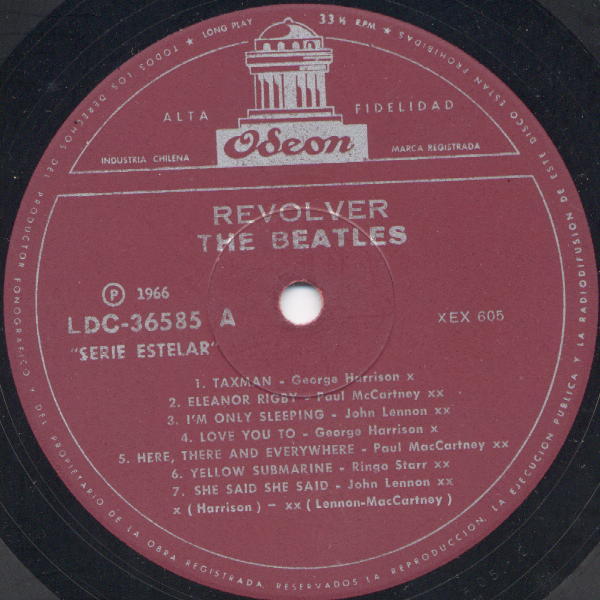 LONG PLAY 33⅓ R.P.M.
ALTA FIDELIDAD
Odeon
INDUSTRIA CHILENA
MARCA REGISTRADA
REVOLVER
THE BEATLES
Ⓟ 1966
LDC-36585 A
XEX 605
"SERIE ESTELAR"
1. TAXMAN - George Harrison x
2. ELEANOR RIGBY - Paul McCartney xx
3. I'M ONLY SLEEPING - John Lennon xx
4. LOVE YOU TO - George Harrison x
5. HERE, THERE AND EVERYWHERE - Paul MacCartney xx
6. YELLOW SUBMARINE - Ringo Starr xx
7. SHE SAID SHE SAID - John Lennon xx
x ( Harrison ) - xx ( Lennon-MacCartney )
★ TODOS LOS DERECHOS DEL PRODUCTOR FONOGRAFICO Y DEL PROPIETARIO DE LA OBRA REGISTRADA, RESERVADOS LA REPRODUCCION, LA EJECUCION PUBLICA Y LA RADIODIFUSION DE ESTE DISCO ESTAN PROHIBIDAS ★